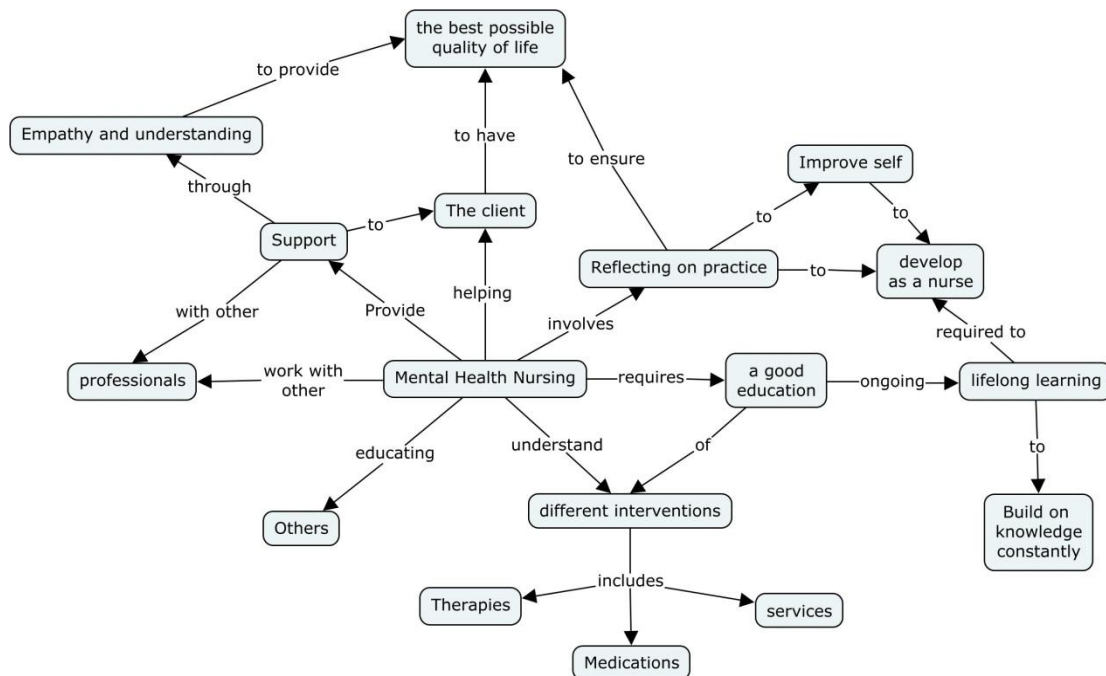 the best possible
quality of life
to provide
Empathy and understanding
to have
to ensure
Improve self
through
to
The client
to
to
Support
Reflecting on practice
to
develop
as a nurse
with other
Provide
helping
involves
required to
professionals
work with
other
Mental Health Nursing
requires
a good
education
ongoing
lifelong learning
educating
understand
of
to
Others
different interventions
Build on
knowledge
constantly
includes
Therapies
services
Medications